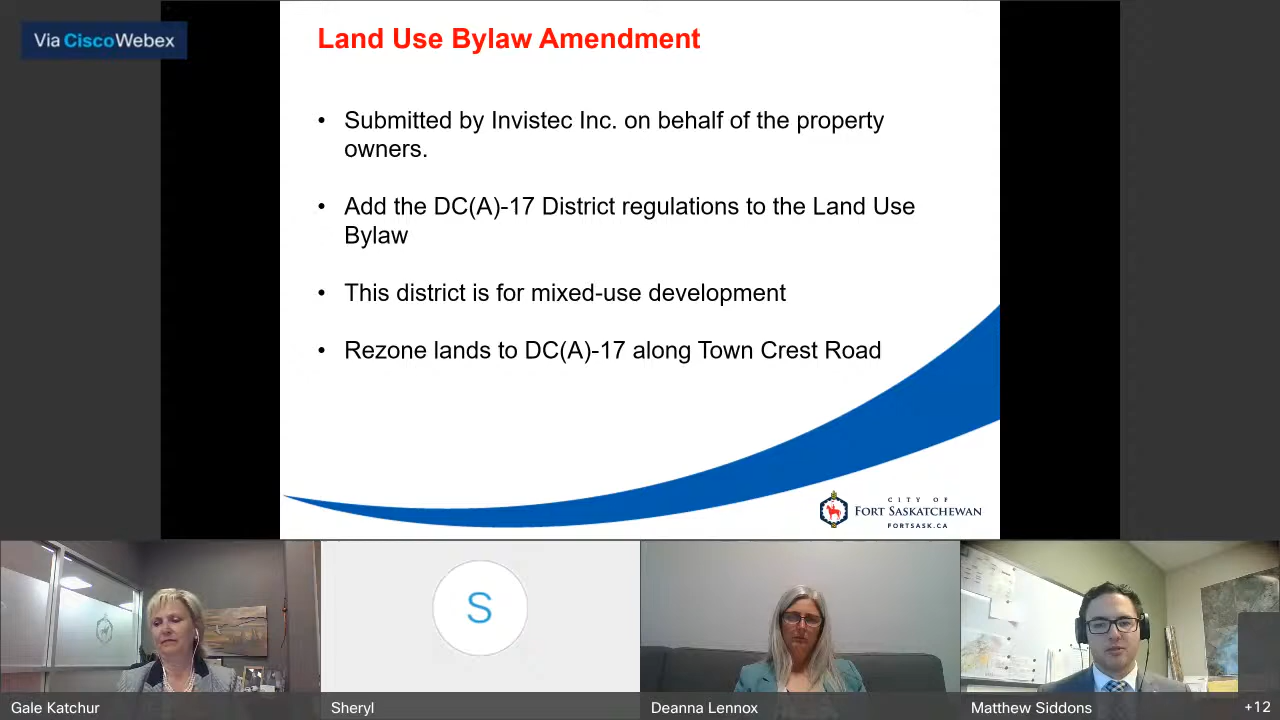 Via CiscoWebex
Land Use Bylaw Amendment
• Submitted by Invistec Inc. on behalf of the property
owners.
• Add the DC(A)-17 District regulations to the Land Use
Bylaw
• This district is for mixed-use development
• Rezone lands to DC(A)-17 along Town Crest Road
CITY OF
FORT SASKATCHEWAN
FORTSASK.CA
S
Gale Katchur
Sheryl
Deanna Lennox
Matthew Siddons
+12